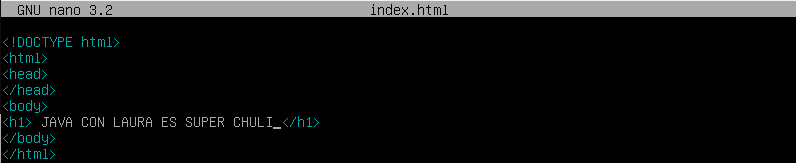 GNU nano 3.2 index.html
<!DOCTYPE html>
<html>
<head>
</head>
<body>
<h1> JAVA CON LAURA ES SUPER CHULI_</h1>
</body>
</html>